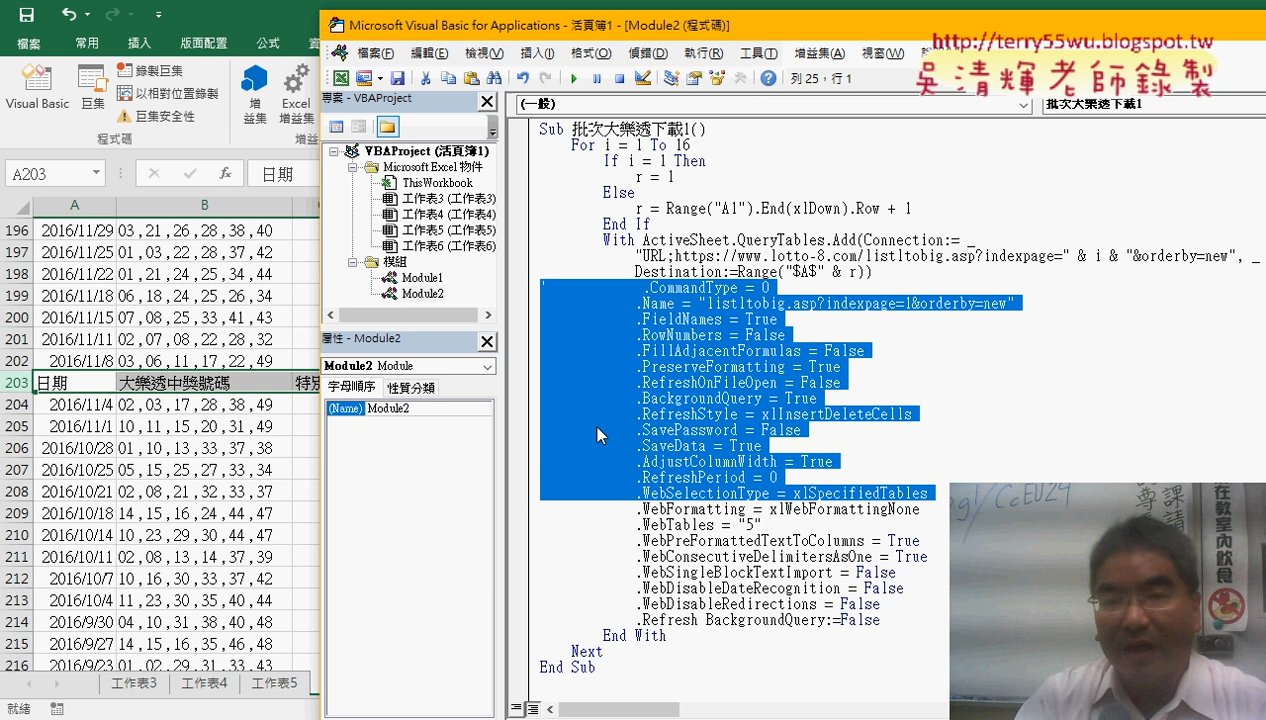 Microsoft Visual Basic for Applications - 活頁簿1 - [Module2 (程式碼)]
http://terry55wu.blogspot.tw
吳清輝老師錄製
檔案 常用 插入 版面配置 公式
檔案(F) 編輯(E) 檢視(V) 插入(I) 格式(O) 偵錯(D) 執行(R) 工具(T) 增益集(A) 視窗(W)
列 25，行 1
Visual Basic
巨集
錄製巨集
以相對位置錄製
巨集安全性
增益集
Excel 增益集
程式碼
專案 - VBAProject
VBAProject (活頁簿1)
Microsoft Excel 物件
ThisWorkbook
工作表3 (工作表3)
工作表4 (工作表4)
工作表5 (工作表5)
工作表6 (工作表6)
模組
Module1
Module2
屬性 - Module2
Module2 Module
字母順序 性質分類
(Name) Module2
A203
fx
日期
A B
196 2016/11/29 03 , 21 , 26 , 28 , 38 , 40
197 2016/11/25 01 , 03 , 22 , 28 , 37 , 42
198 2016/11/22 01 , 21 , 24 , 25 , 34
199 2016/11/18 06 , 18 , 24 , 25 , 26 , 34
200 2016/11/15 07 , 08 , 25 , 33 , 41 , 43
201 2016/11/11 02 , 07 , 08 , 22 , 28 , 32
202 2016/11/8 03 , 06 , 11 , 17 , 22 , 49
203 日期 大樂透中獎號碼
204 2016/11/4 02 , 03 , 17 , 28 , 38 , 49
205 2016/11/1 10 , 11 , 15 , 20 , 31 , 49
206 2016/10/28 01 , 10 , 13 , 33 , 37 , 38
207 2016/10/25 05 , 15 , 25 , 27 , 33 , 34
208 2016/10/21 02 , 08 , 21 , 32 , 33 , 37
209 2016/10/18 14 , 15 , 16 , 24 , 44 , 47
210 2016/10/14 10 , 23 , 29 , 30 , 44 , 47
211 2016/10/11 02 , 08 , 13 , 14 , 37 , 39
212 2016/10/7 10 , 16 , 30 , 33 , 37 , 42
213 2016/10/4 11 , 23 , 30 , 35 , 40 , 44
214 2016/9/30 04 , 10 , 31 , 38 , 40 , 48
215 2016/9/27 14 , 15 , 16 , 35 , 46 , 48
216 2016/9/23 01 , 02 , 29 , 31 , 33 , 43
工作表3 工作表4 工作表5
就緒
(一般)
批次大樂透下載1
Sub 批次大樂透下載1()
For i = 1 To 16
If i = 1 Then
r = 1
Else
r = Range("A1").End(xlDown).Row + 1
End If
With ActiveSheet.QueryTables.Add(Connection:= _
"URL;https://www.lotto-8.com/listltobig.asp?indexpage=" & i & "&orderby=new", _
Destination:=Range("$A$" & r))
' .CommandType = 0
.Name = "listltobig.asp?indexpage=1&orderby=new"
.FieldNames = True
.RowNumbers = False
.FillAdjacentFormulas = False
.PreserveFormatting = True
.RefreshOnFileOpen = False
.BackgroundQuery = True
.RefreshStyle = xlInsertDeleteCells
.SavePassword = False
.SaveData = True
.AdjustColumnWidth = True
.RefreshPeriod = 0
.WebSelectionType = xlSpecifiedTables
.WebFormatting = xlWebFormattingNone
.WebTables = "5"
.WebPreFormattedTextToColumns = True
.WebConsecutiveDelimitersAsOne = True
.WebSingleBlockTextImport = False
.WebDisableDateRecognition = False
.WebDisableRedirections = False
.Refresh BackgroundQuery:=False
End With
Next
End Sub
在教室內飲食